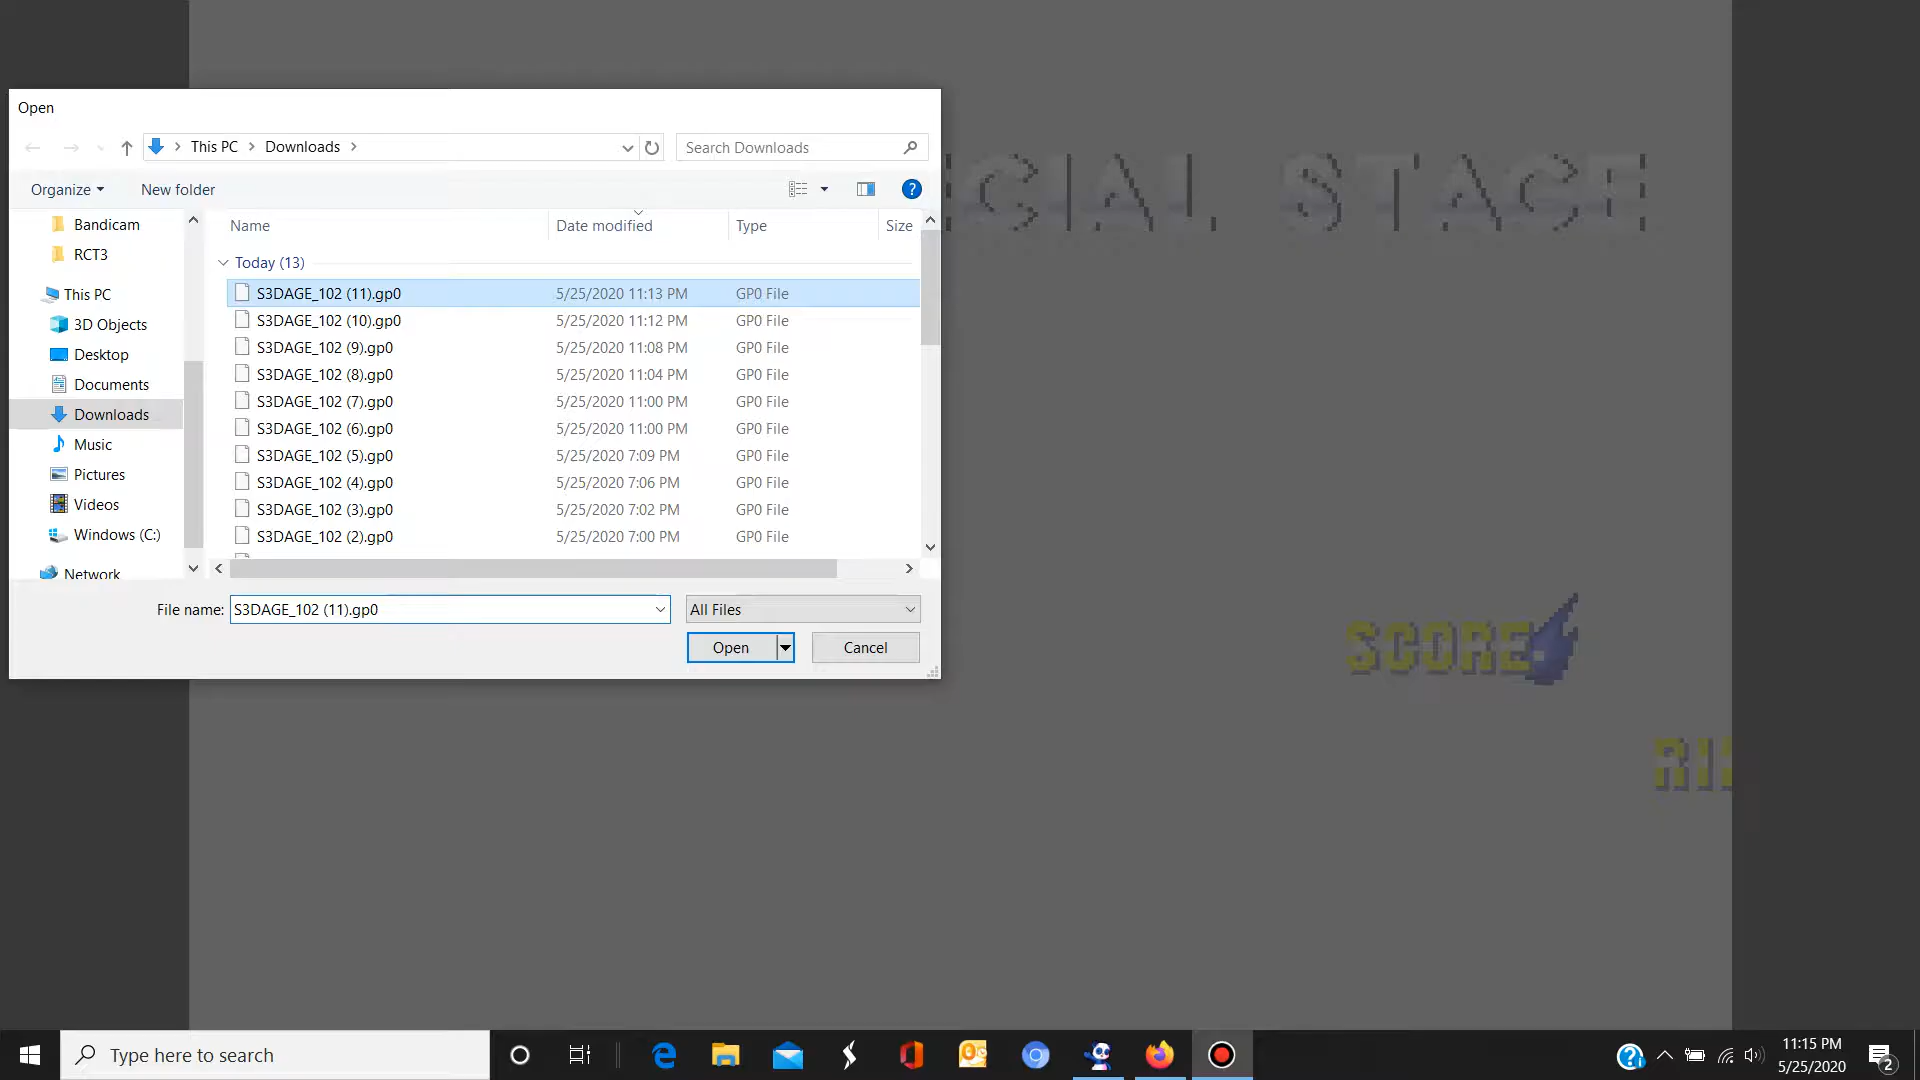 Open
This PC > Downloads >
Search Downloads
Organize
New folder
?
Bandicam
RCT3
This PC
3D Objects
Desktop
Documents
Downloads
Music
Pictures
Videos
Windows (C:)
Network
Name Date modified Type Size
Today (13)
S3DAGE_102 (11).gp0 5/25/2020 11:13 PM GP0 File
S3DAGE_102 (10).gp0 5/25/2020 11:12 PM GP0 File
S3DAGE_102 (9).gp0 5/25/2020 11:08 PM GP0 File
S3DAGE_102 (8).gp0 5/25/2020 11:04 PM GP0 File
S3DAGE_102 (7).gp0 5/25/2020 11:00 PM GP0 File
S3DAGE_102 (6).gp0 5/25/2020 11:00 PM GP0 File
S3DAGE_102 (5).gp0 5/25/2020 7:09 PM GP0 File
S3DAGE_102 (4).gp0 5/25/2020 7:06 PM GP0 File
S3DAGE_102 (3).gp0 5/25/2020 7:02 PM GP0 File
S3DAGE_102 (2).gp0 5/25/2020 7:00 PM GP0 File
File name: S3DAGE_102 (11).gp0
All Files
Open
Cancel
CIAL STAGE
SCORE
Type here to search
11:15 PM
5/25/2020
2